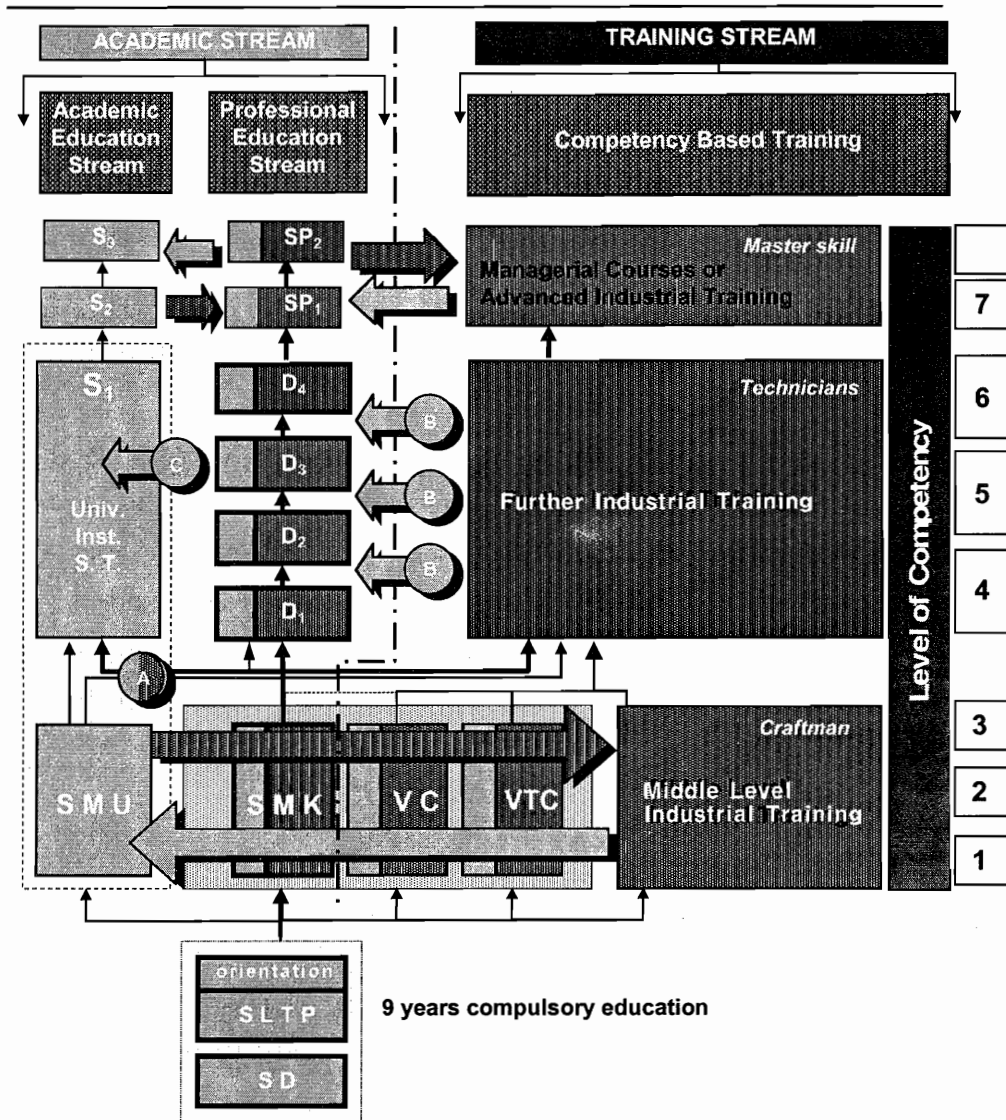 ACADEMIC STREAM
TRAINING STREAM
Academic
Education
Stream
Professional
Education
Stream
Competency Based Training
S3
SP2
Master skill
Managerial Courses or
Advanced Industrial Training
S2
SP1
7
S1
D4
B
Technicians
6
C
D3
B
Further Industrial Training
5
Univ.
Inst.
S. T.
D2
B
4
D1
Level of Competency
A
Craftman
3
SMU
SMK
VC
VTC
Middle Level
Industrial Training
2
1
orientation
SLTP
9 years compulsory education
SD